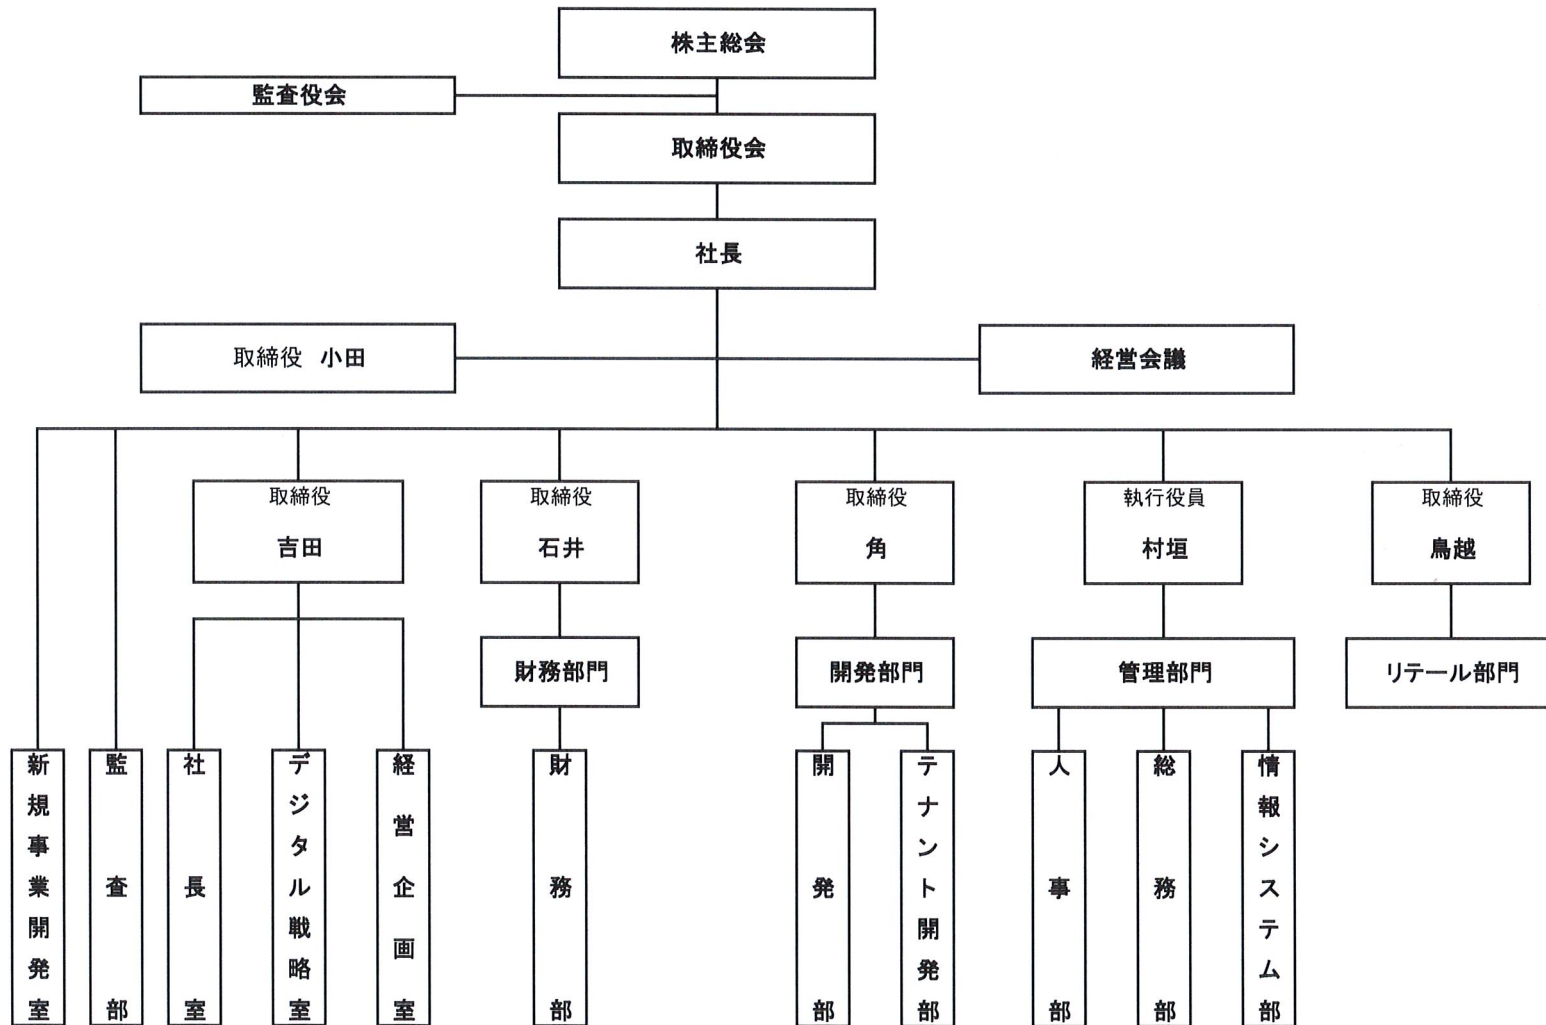 株主総会
監査役会
取締役会
社長
取締役 小田
経営会議
取締役
吉田
取締役
石井
取締役
角
執行役員
村垣
取締役
鳥越
財務部門
開発部門
管理部門
リテール部門
新規事業開発室
監査部
社長室
デジタル戦略室
経営企画室
財務部
開発部
テナント開発部
人事部
総務部
情報システム部